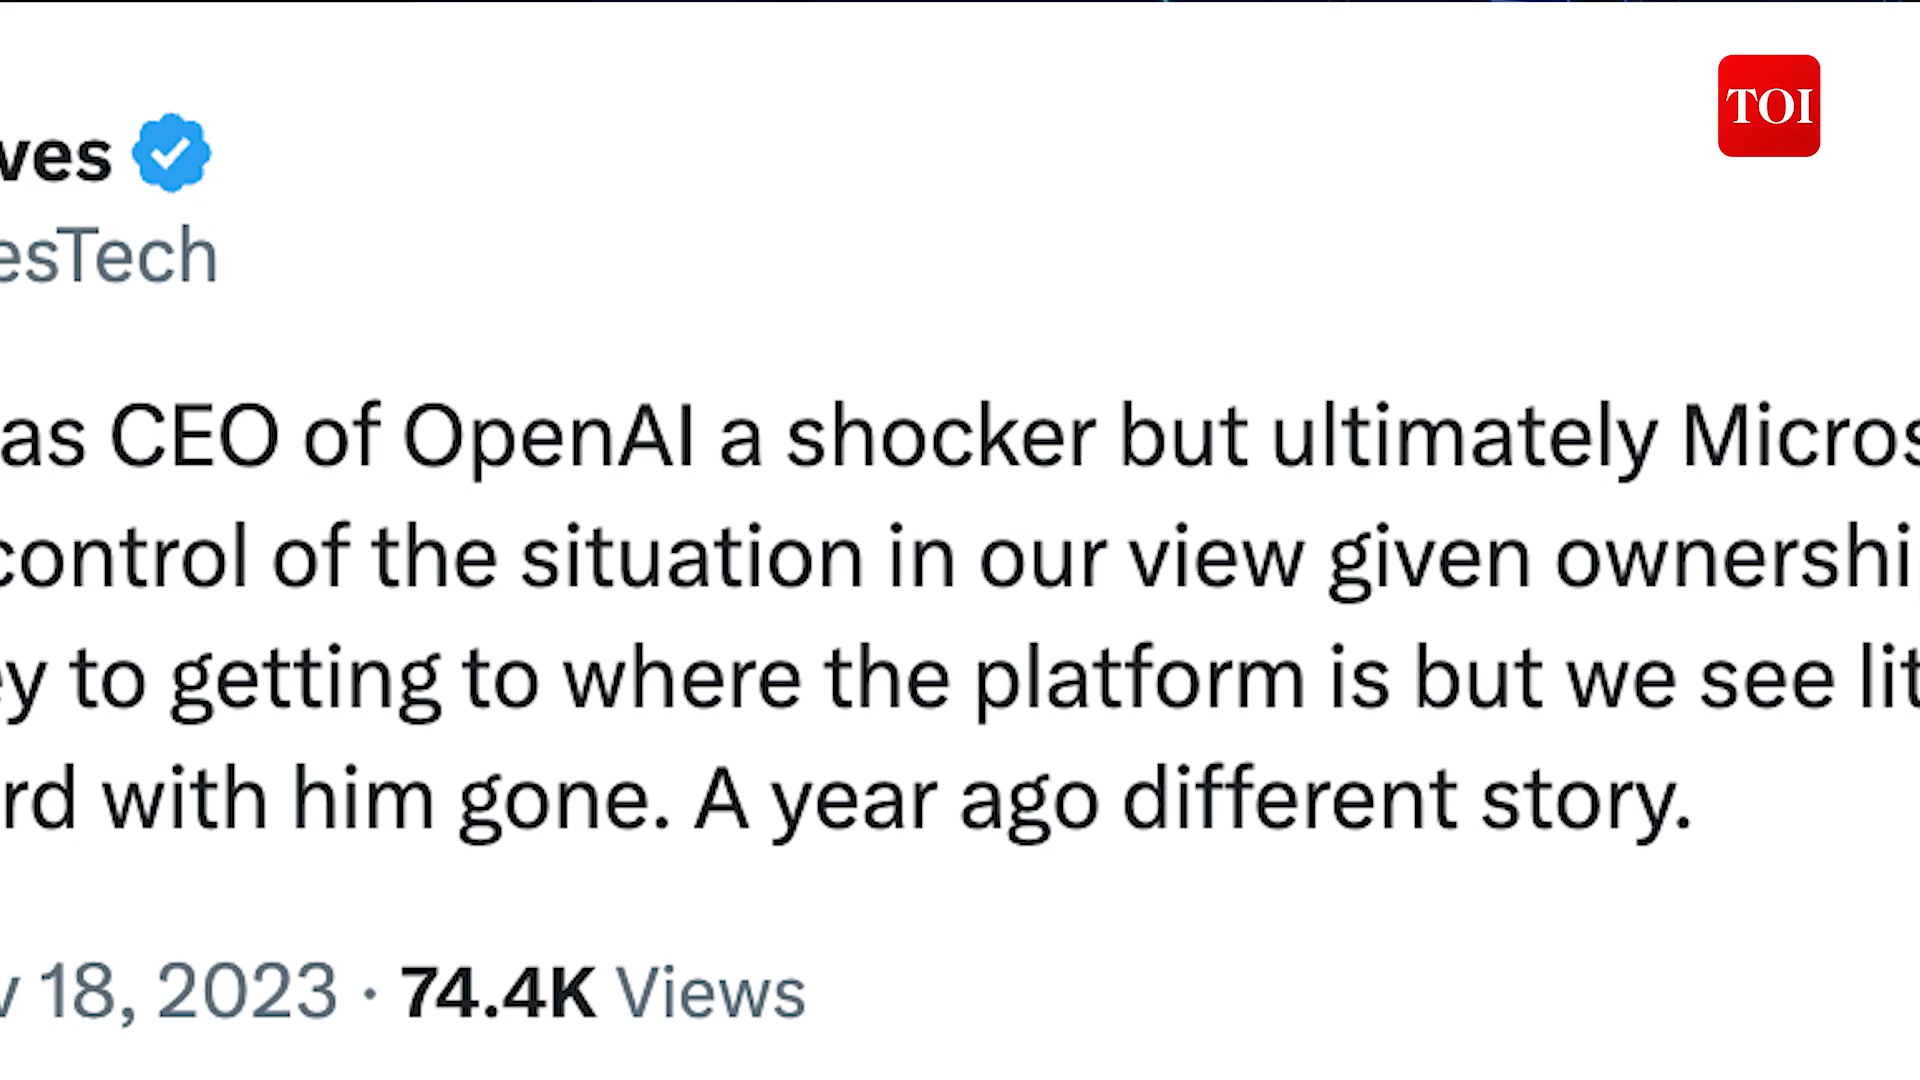 TOI
ves
esTech
as CEO of OpenAI a shocker but ultimately Micros
control of the situation in our view given ownershi
ey to getting to where the platform is but we see lit
rd with him gone. A year ago different story.
v 18, 2023 · 74.4K Views